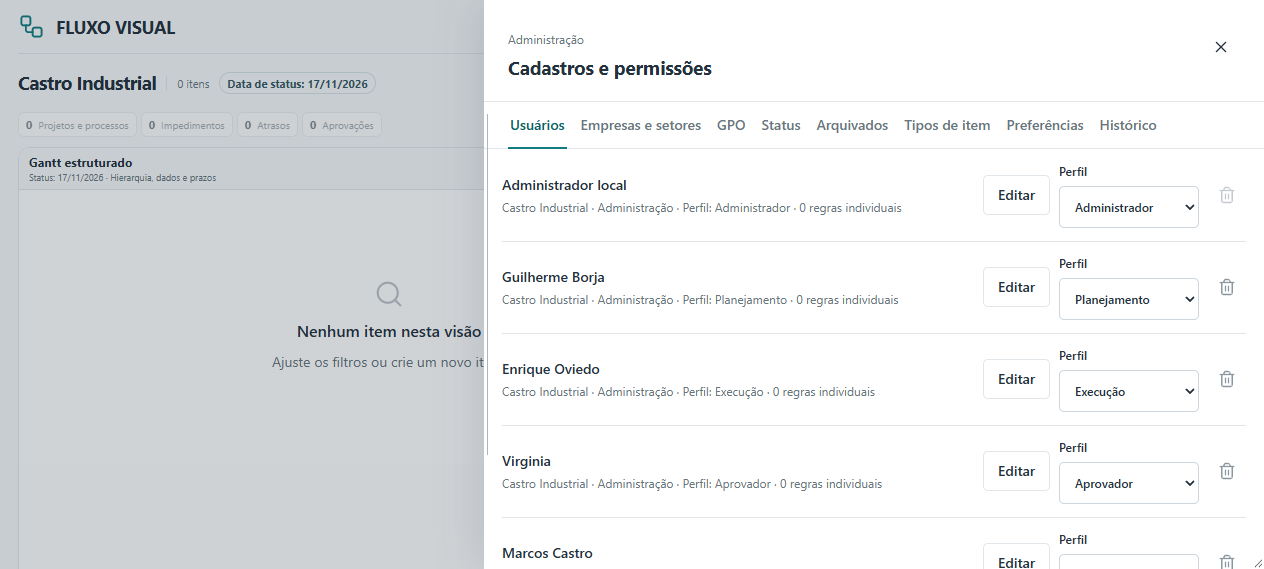 FLUXO VISUAL
Castro Industrial
0 itens
Data de status: 17/11/2026
0 Projetos e processos
0 Impedimentos
0 Atrasos
0 Aprovações
Gantt estruturado
Status: 17/11/2026 · Hierarquia, dados e prazos
Nenhum item nesta visão
Ajuste os filtros ou crie um novo it
Administração
Cadastros e permissões
Usuários
Empresas e setores
GPO
Status
Arquivados
Tipos de item
Preferências
Histórico
Administrador local
Castro Industrial · Administração · Perfil: Administrador · 0 regras individuais
Editar
Perfil
Administrador
Guilherme Borja
Castro Industrial · Administração · Perfil: Planejamento · 0 regras individuais
Editar
Perfil
Planejamento
Enrique Oviedo
Castro Industrial · Administração · Perfil: Execução · 0 regras individuais
Editar
Perfil
Execução
Virginia
Castro Industrial · Administração · Perfil: Aprovador · 0 regras individuais
Editar
Perfil
Aprovador
Marcos Castro
Editar
Perfil